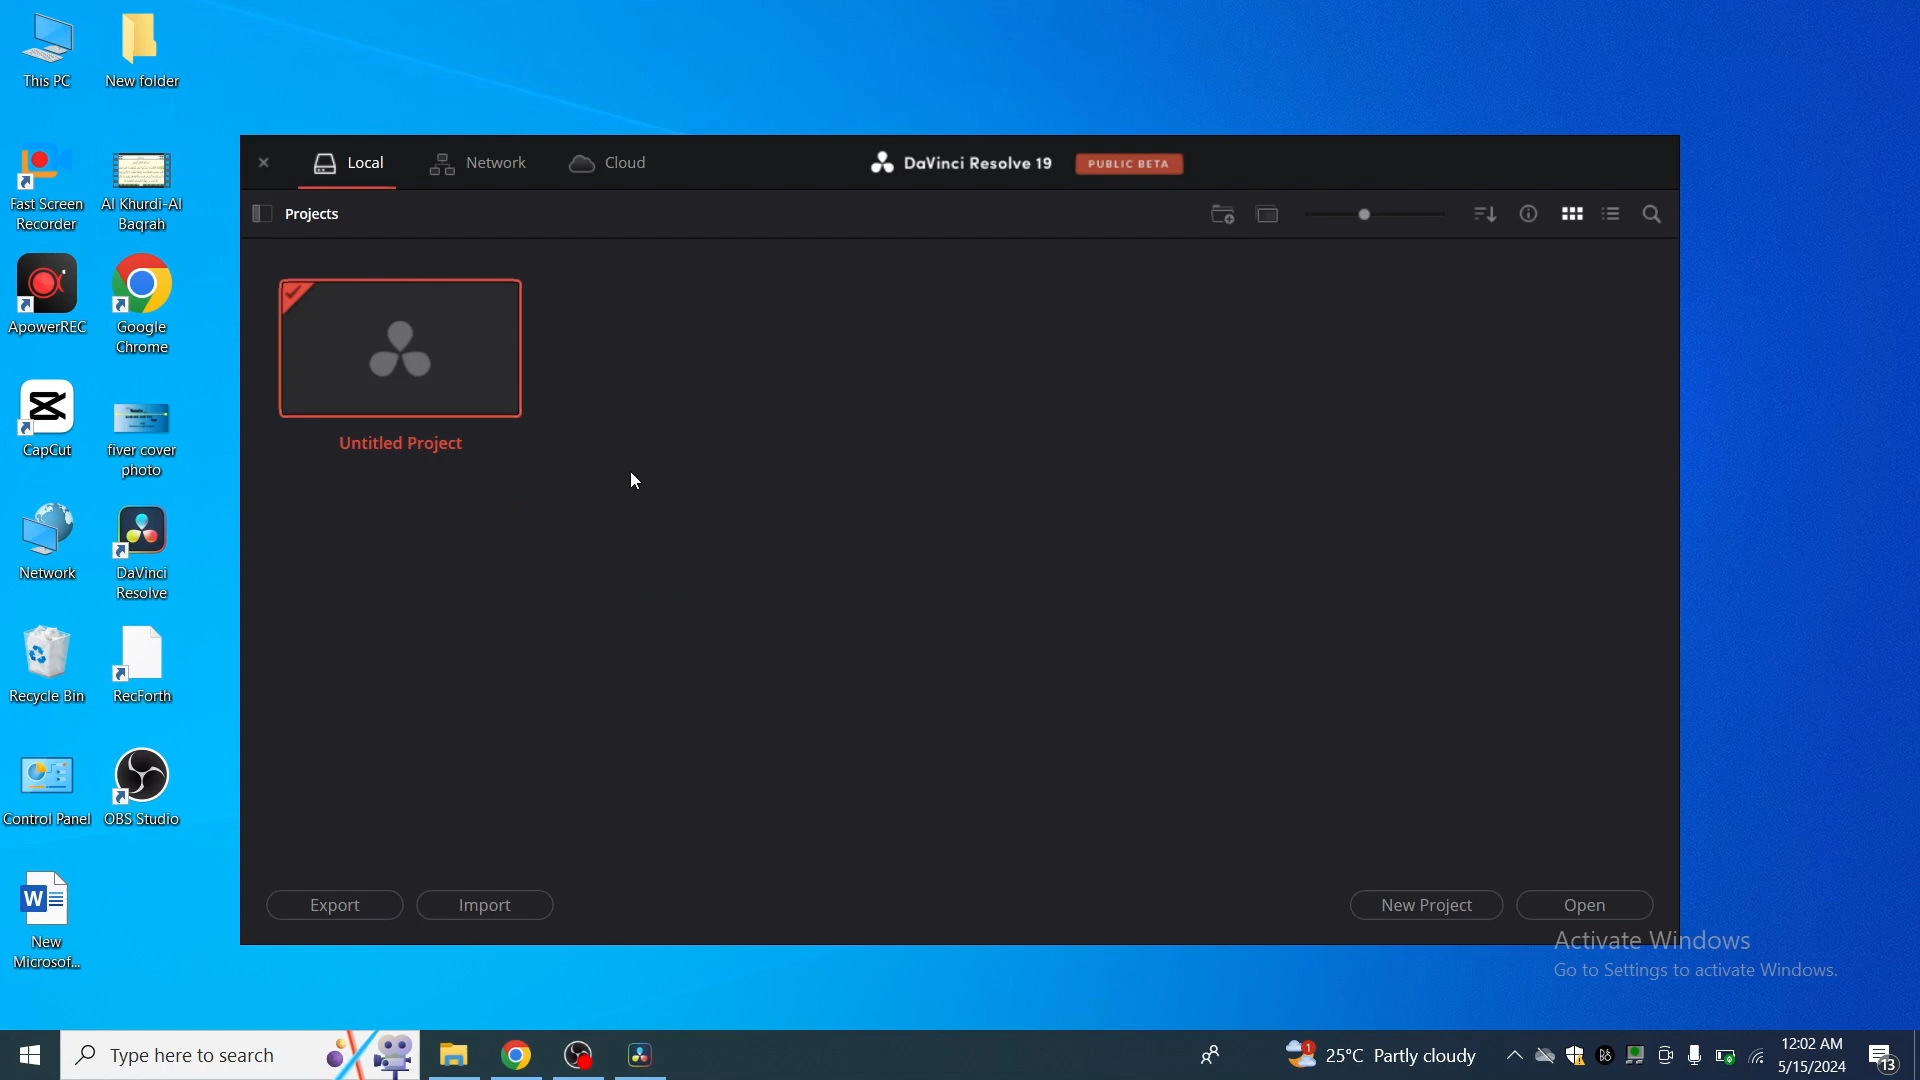 This PC
New folder
Fast Screen
Recorder
Al Khurdi-Al
Baqrah
ApowerREC
Google
Chrome
CapCut
fiver cover
photo
Network
DaVinci
Resolve
Recycle Bin
RecForth
Control Panel
OBS Studio
New
Microsof...
Local
Network
Cloud
DaVinci Resolve 19
PUBLIC BETA
Projects
Untitled Project
Export
Import
New Project
Open
Activate Windows
Go to Settings to activate Windows.
Type here to search
1
25°C Partly cloudy
12:02 AM
5/15/2024
13